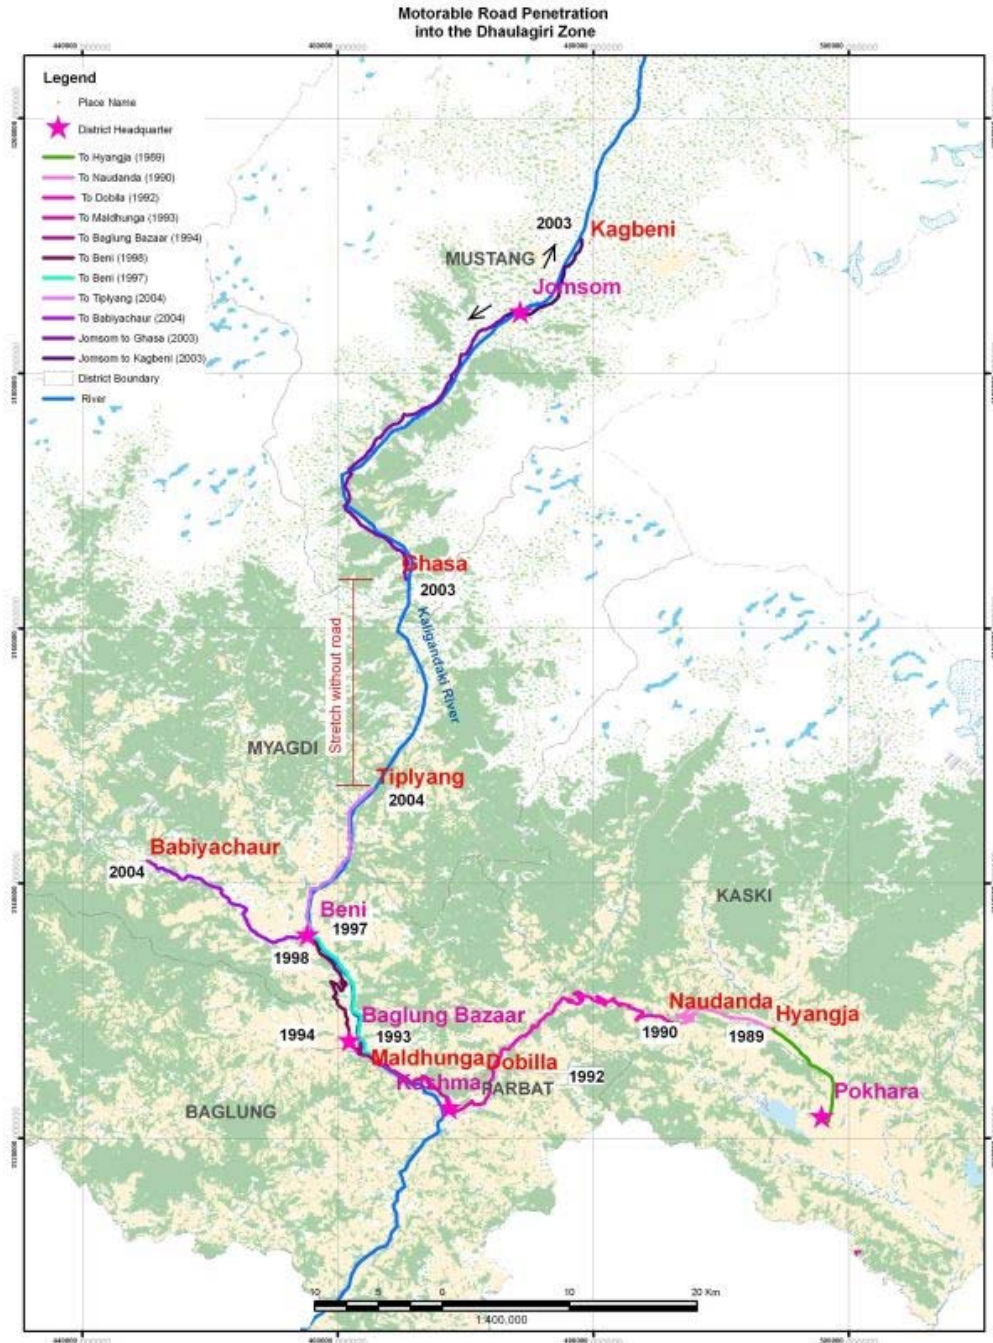 Motorable Road Penetration
into the Dhaulagiri Zone
Legend
Place Name
District Headquarter
To Hyangja (1989)
To Naudanda (1990)
To Dobilla (1992)
To Maldhunga (1993)
To Baglung Bazaar (1994)
To Beni (1998)
To Beni (1997)
To Tiplyang (2004)
To Babiyachaur (2004)
Jomsom to Ghasa (2003)
Jomsom to Kagbeni (2003)
District Boundary
River
2003
Kagbeni
MUSTANG
Jomsom
Ghasa
2003
Kaligandaki River
Stretch without road
MYAGDI
Tiplyang
2004
Babiyachaur
2004
KASKI
Beni
1997
1998
Naudanda
Hyangja
Baglung Bazaar
1994
1993
1990
1989
Maldhunga
Dobilla
1992
Kushma
PARBAT
Pokhara
BAGLUNG
10 5 0 10 20 Km
1:400,000